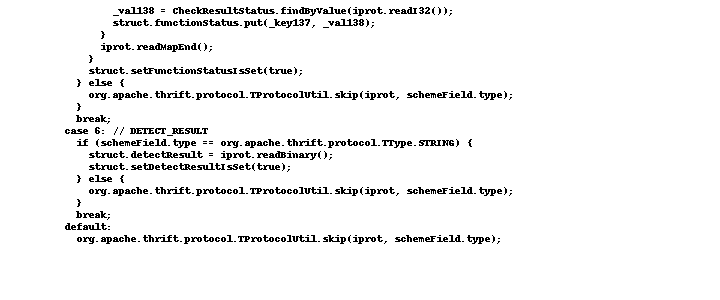 _val138 = CheckResultStatus.findByValue(iprot.readI32());
struct.functionStatus.put(_key137, _val138);
}
iprot.readMapEnd();
}
struct.setFunctionStatusIsSet(true);
} else {
org.apache.thrift.protocol.TProtocolUtil.skip(iprot, schemeField.type);
}
break;
case 6: // DETECT_RESULT
if (schemeField.type == org.apache.thrift.protocol.TType.STRING) {
struct.detectResult = iprot.readBinary();
struct.setDetectResultIsSet(true);
} else {
org.apache.thrift.protocol.TProtocolUtil.skip(iprot, schemeField.type);
}
break;
default:
org.apache.thrift.protocol.TProtocolUtil.skip(iprot, schemeField.type);